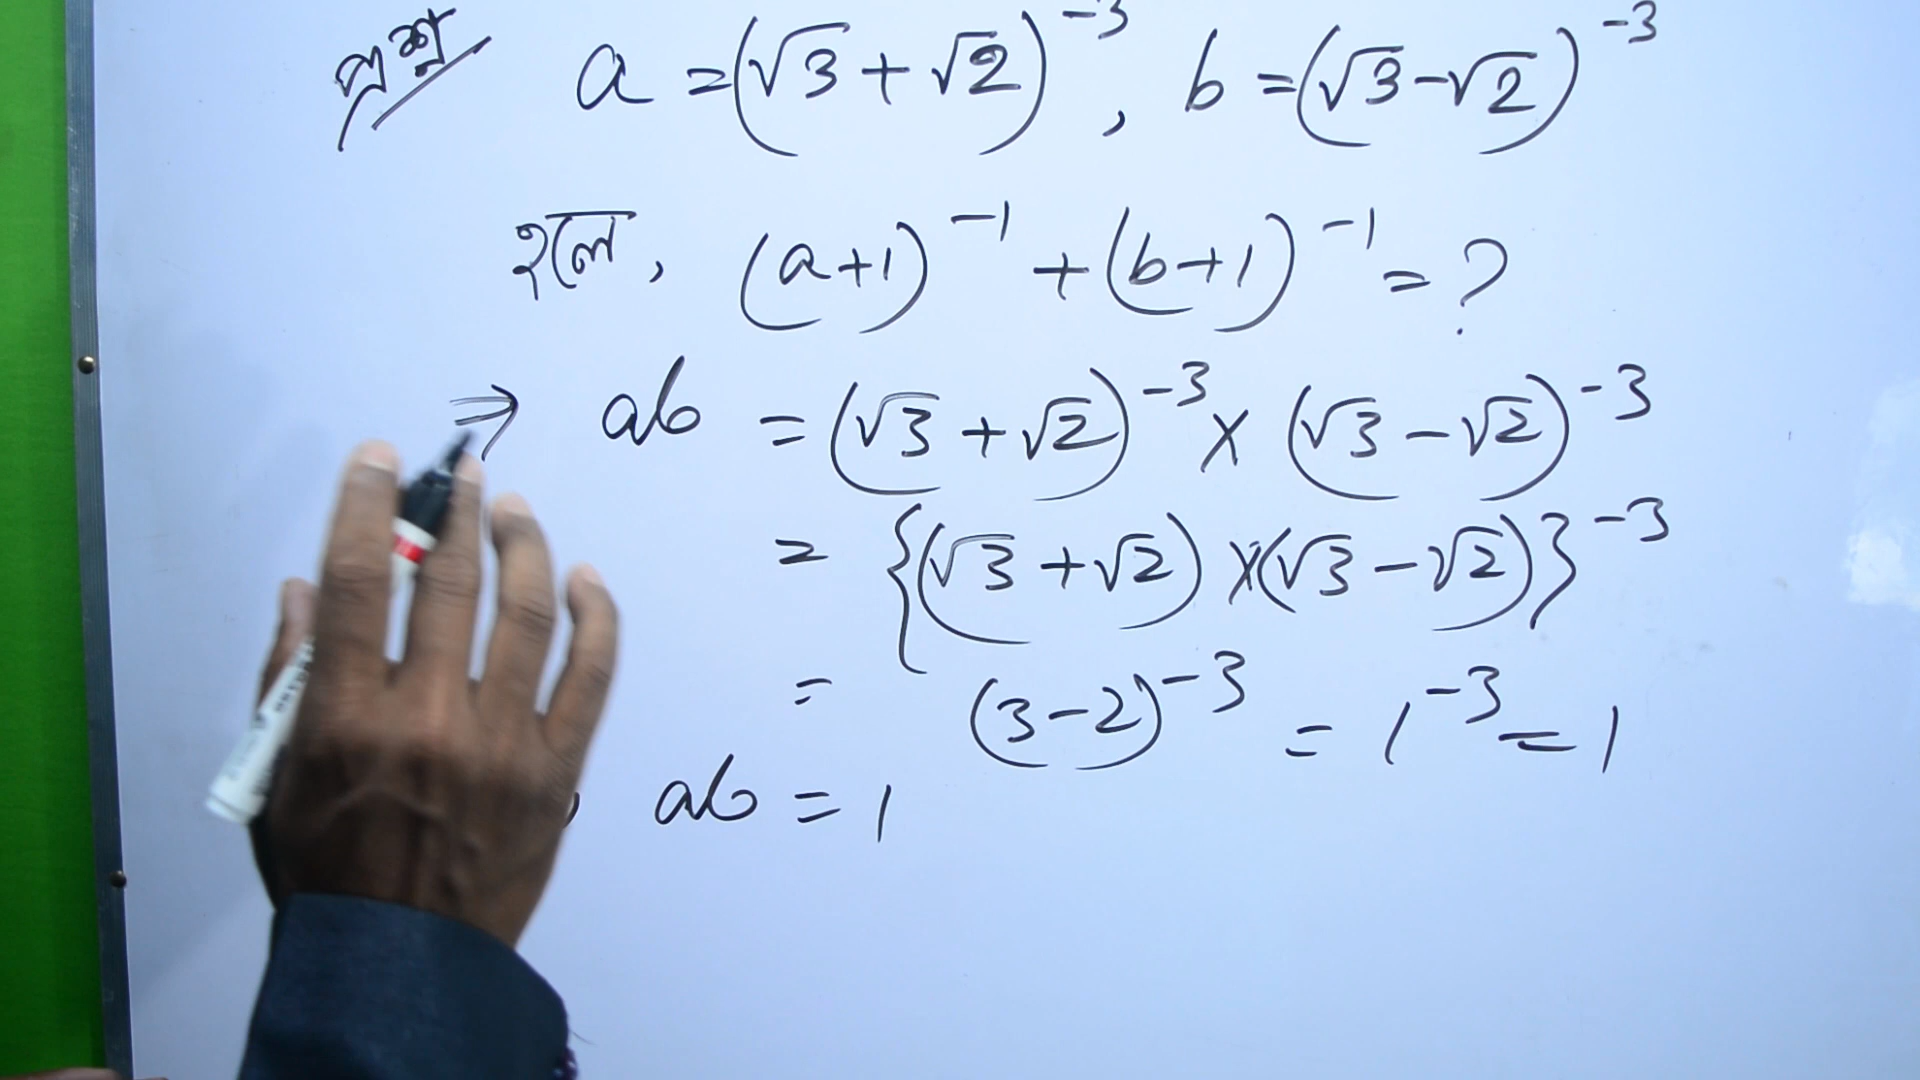 প্রশ্ন a = (√3 + √2)⁻³, b = (√3 - √2)⁻³
হলে, (a+1)⁻¹ + (b+1)⁻¹ = ?
⇒ ab = (√3 + √2)⁻³ × (√3 - √2)⁻³
= {(√3 + √2) × (√3 - √2)}⁻³
= (3-2)⁻³ = 1⁻³ = 1
ab = 1